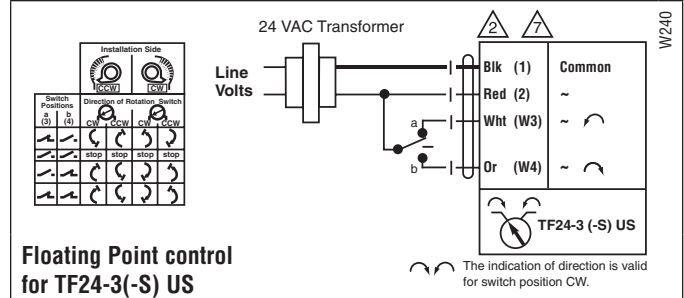 24 VAC Transformer
2
7
W240
Installation Side
CCW
CW
Switch
Positions
a
(3)
b
(4)
Direction of Rotation Switch
CW
CCW
CW
CCW
stop
stop
stop
stop
Line
Volts
a
b
Blk (1) Common
Red (2) ~
Wht (W3) ~
Or (W4) ~
TF24-3 (-S) US
Floating Point control
for TF24-3(-S) US
The indication of direction is valid
for switch position CW.